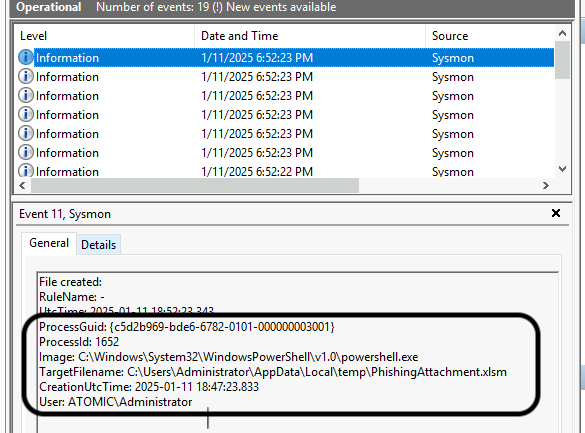 Operational Number of events: 19 (!) New events available
Level Date and Time Source
Information 1/11/2025 6:52:23 PM Sysmon
Information 1/11/2025 6:52:23 PM Sysmon
Information 1/11/2025 6:52:23 PM Sysmon
Information 1/11/2025 6:52:23 PM Sysmon
Information 1/11/2025 6:52:23 PM Sysmon
Information 1/11/2025 6:52:23 PM Sysmon
Information 1/11/2025 6:52:22 PM Sysmon
Event 11, Sysmon
General Details
File created:
RuleName: -
UtcTime: 2025-01-11 18:52:23.343
ProcessGuid: {c5d2b969-bde6-6782-0101-000000003001}
ProcessId: 1652
Image: C:\Windows\System32\WindowsPowerShell\v1.0\powershell.exe
TargetFilename: C:\Users\Administrator\AppData\Local\temp\PhishingAttachment.xlsm
CreationUtcTime: 2025-01-11 18:47:23.833
User: ATOMIC\Administrator